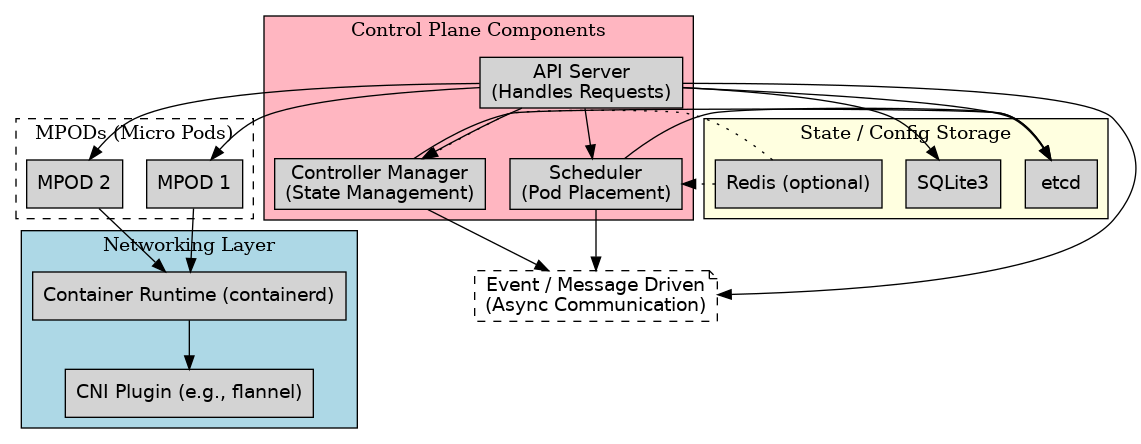 Control Plane Components
API Server
(Handles Requests)
MPODs (Micro Pods)
State / Config Storage
MPOD 2
MPOD 1
Controller Manager
(State Management)
Scheduler
(Pod Placement)
Redis (optional)
SQLite3
etcd
Networking Layer
Container Runtime (containerd)
Event / Message Driven
(Async Communication)
CNI Plugin (e.g., flannel)